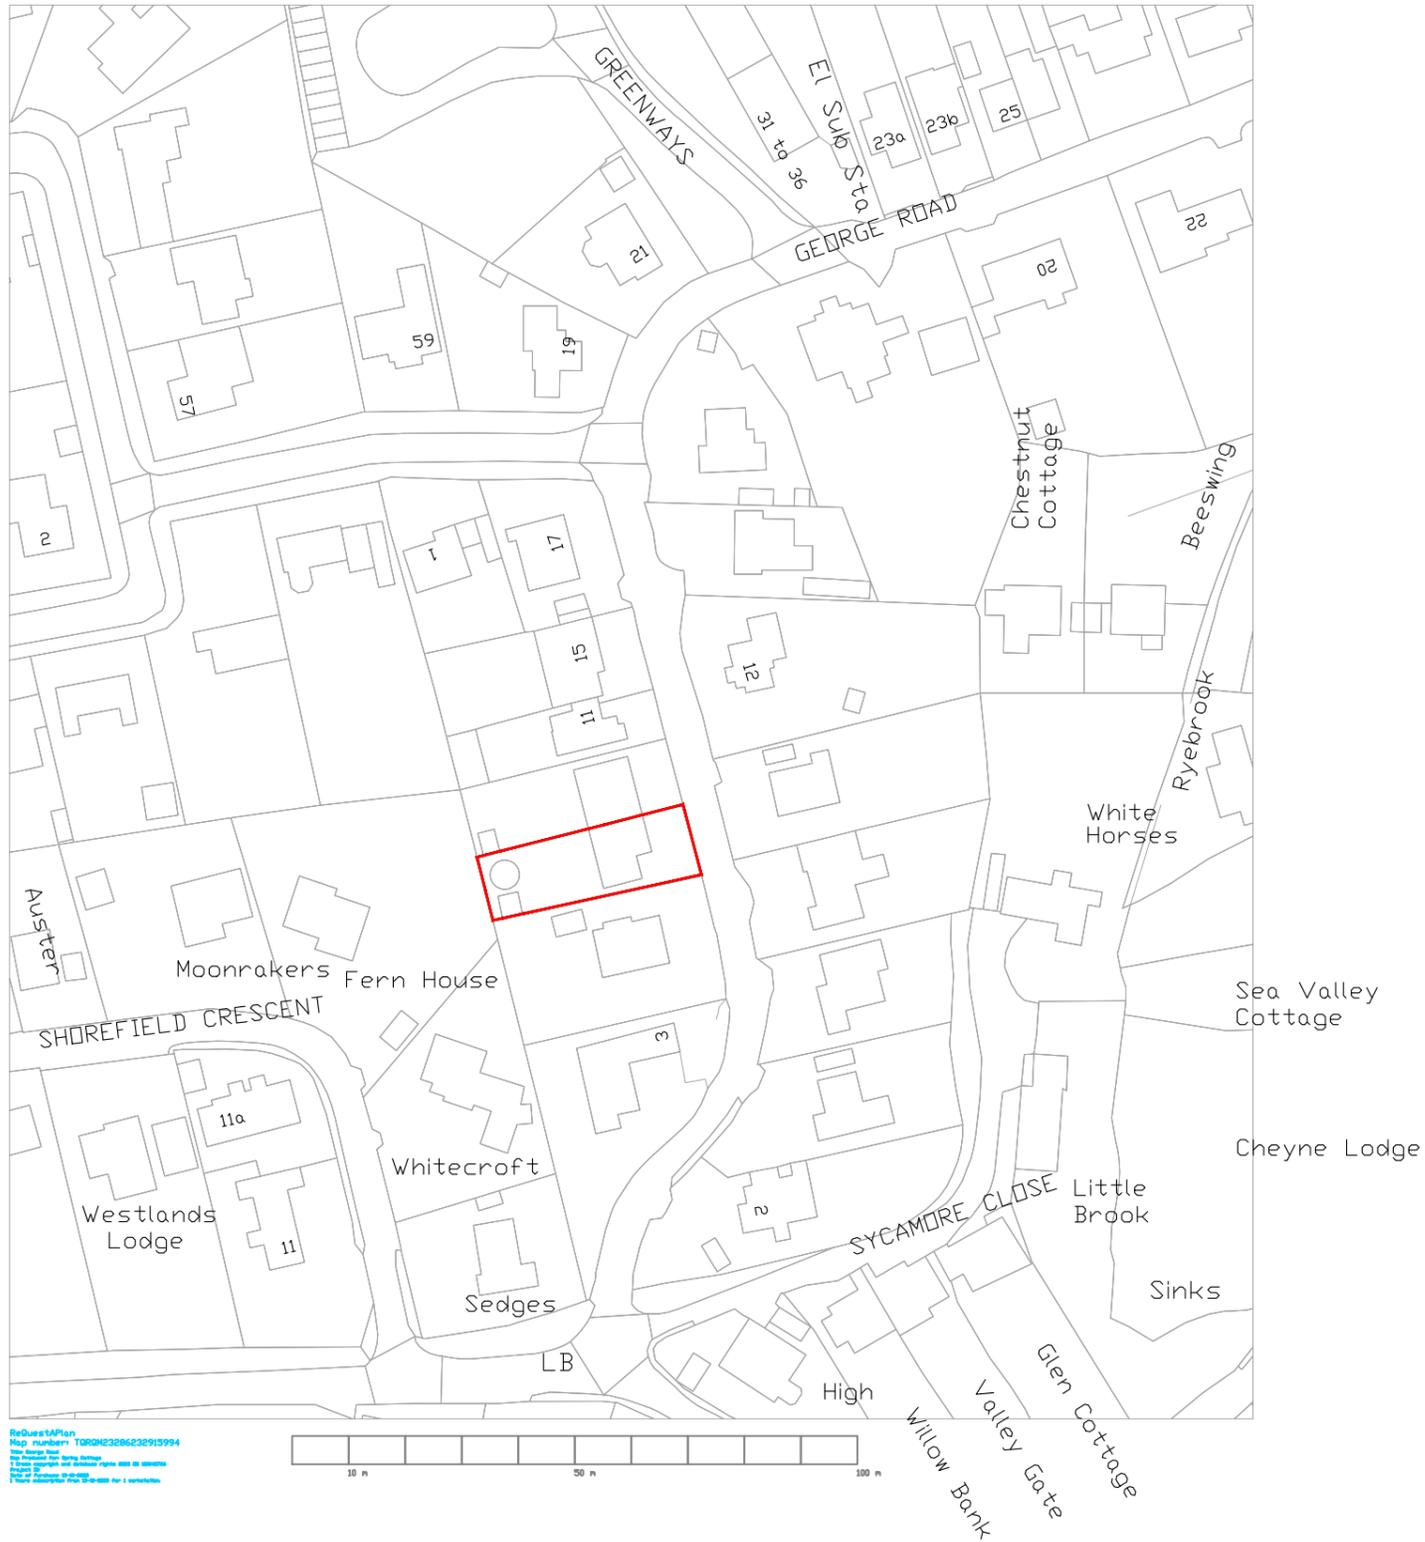 GREENWAYS
El Sub Sta
31 to 36
23a
23b
25
GEORGE ROAD
22
20
21
59
19
57
Chestnut
Cottage
Beeswing
2
1
17
15
12
11
Ryebrook
White
Horses
Auster
Moonrakers
Fern House
Sea Valley
Cottage
SHOREFIELD CRESCENT
3
11a
Cheyne Lodge
Whitecroft
Little
Brook
Westlands
Lodge
2
SYCAMORE CLOSE
11
Sedges
Sinks
LB
High
Glen Cottage
Valley Gate
Willow Bank
ReQuestAPlan
Map number: TQRQM23286232915994
10 m
50 m
100 m